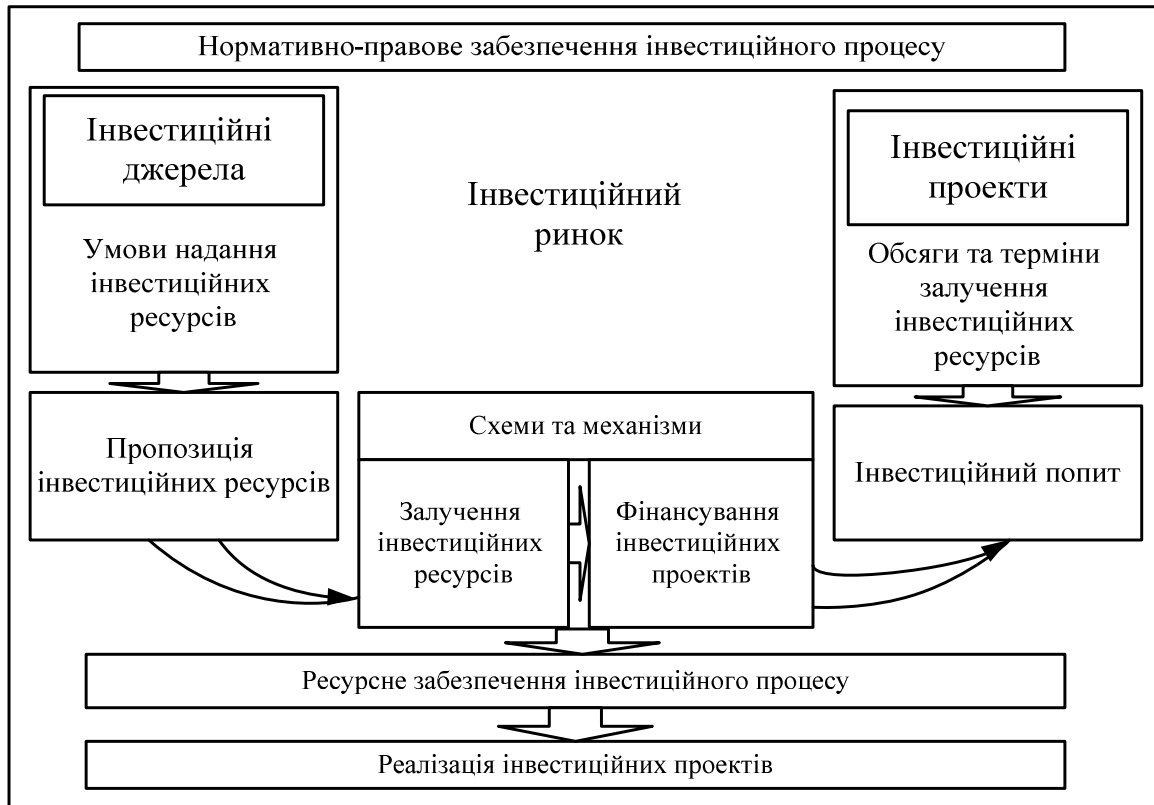 Нормативно-правове забезпечення інвестиційного процесу
Інвестиційні
джерела
Умови надання
інвестиційних
ресурсів
Інвестиційний
ринок
Інвестиційні
проекти
Обсяги та терміни
залучення
інвестиційних
ресурсів
Пропозиція
інвестиційних ресурсів
Схеми та механізми
Залучення
інвестиційних
ресурсів
Фінансування
інвестиційних
проектів
Інвестиційний попит
Ресурсне забезпечення інвестиційного процесу
Реалізація інвестиційних проектів